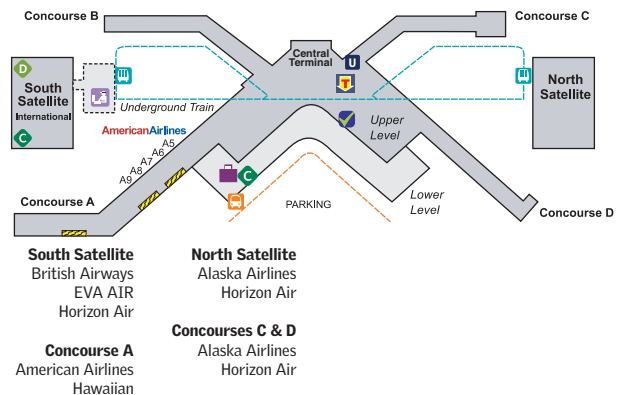 Concourse B
Concourse C
Central
Terminal
U
T
D
South
Satellite
International
C
North
Satellite
Underground Train
Upper
Level
AmericanAirlines
A5
A6
A7
A8
A9
C
Concourse A
PARKING
Lower
Level
Concourse D
South Satellite
British Airways
EVA AIR
Horizon Air
Concourse A
American Airlines
Hawaiian
North Satellite
Alaska Airlines
Horizon Air
Concourses C & D
Alaska Airlines
Horizon Air